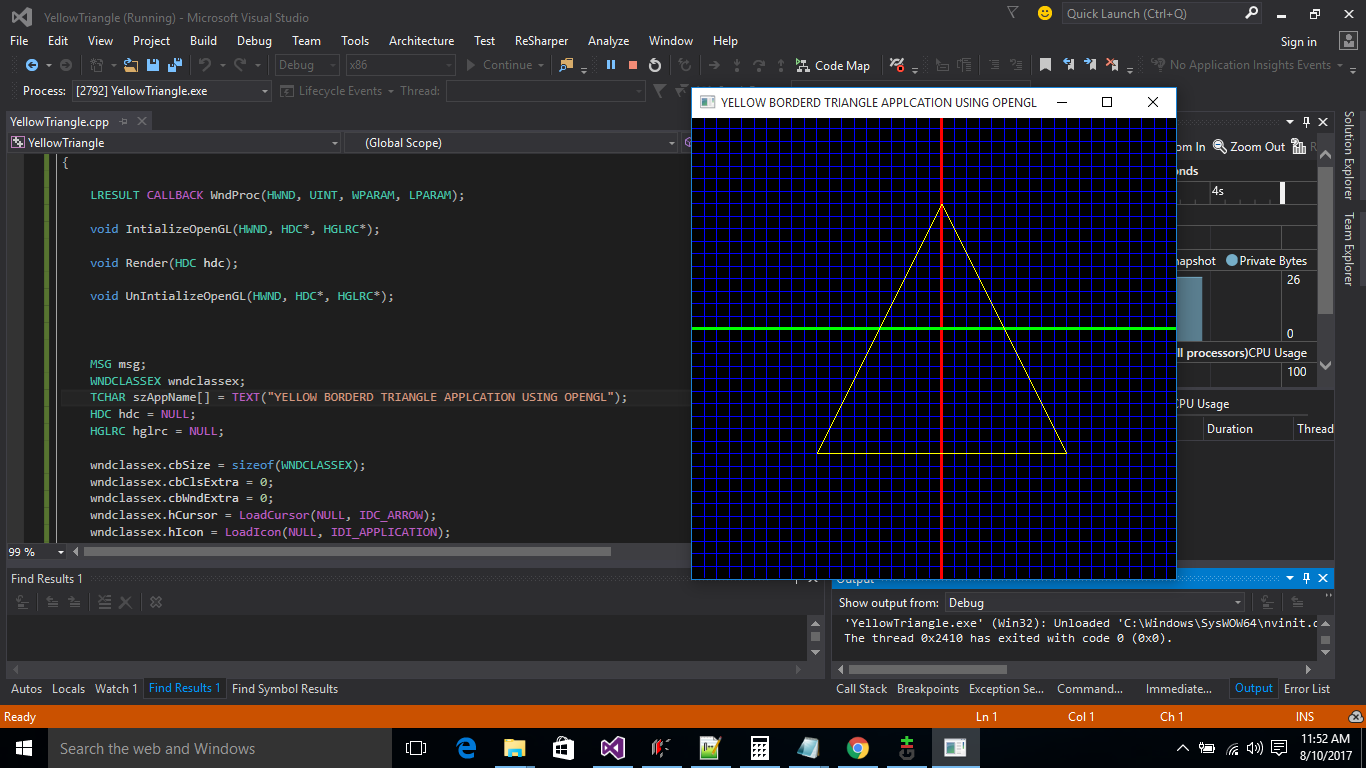 YellowTriangle (Running) - Microsoft Visual Studio
Quick Launch (Ctrl+Q)
File Edit View Project Build Debug Team Tools Architecture Test ReSharper Analyze Window Help
Sign in
Debug x86 Continue Code Map No Application Insights Events
Process: [2792] YellowTriangle.exe Lifecycle Events Thread:
YELLOW BORDERD TRIANGLE APPLCATION USING OPENGL
YellowTriangle.cpp
YellowTriangle (Global Scope)
{
LRESULT CALLBACK WndProc(HWND, UINT, WPARAM, LPARAM);
void IntializeOpenGL(HWND, HDC*, HGLRC*);
void Render(HDC hdc);
void UnIntializeOpenGL(HWND, HDC*, HGLRC*);
MSG msg;
WNDCLASSEX wndclassex;
TCHAR szAppName[] = TEXT("YELLOW BORDERD TRIANGLE APPLCATION USING OPENGL");
HDC hdc = NULL;
HGLRC hglrc = NULL;
wndclassex.cbSize = sizeof(WNDCLASSEX);
wndclassex.cbClsExtra = 0;
wndclassex.cbWndExtra = 0;
wndclassex.hCursor = LoadCursor(NULL, IDC_ARROW);
wndclassex.hIcon = LoadIcon(NULL, IDI_APPLICATION);
99 %
om In Zoom Out R
onds
4s
napshot Private Bytes
26
0
ll processors)CPU Usage
100
CPU Usage
Duration Thread
Solution Explorer
Team Explorer
Find Results 1
Autos Locals Watch 1 Find Results 1 Find Symbol Results
Output
Show output from: Debug
'YellowTriangle.exe' (Win32): Unloaded 'C:\Windows\SysWOW64\nvinit.d
The thread 0x2410 has exited with code 0 (0x0).
Call Stack Breakpoints Exception Se... Command... Immediate... Output Error List
Ready Ln 1 Col 1 Ch 1 INS
Search the web and Windows
11:52 AM
8/10/2017